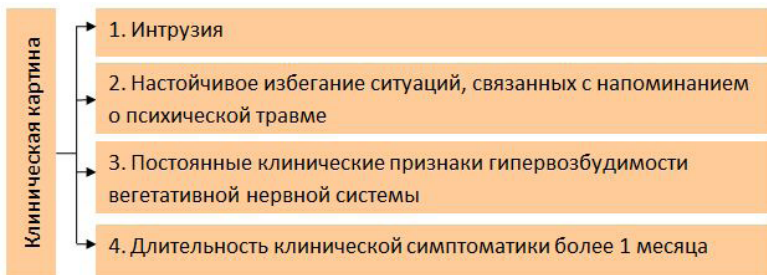 Клиническая картина
1. Интрузия
2. Настойчивое избегание ситуаций, связанных с напоминанием
о психической травме
3. Постоянные клинические признаки гипервозбудимости
вегетативной нервной системы
4. Длительность клинической симптоматики более 1 месяца